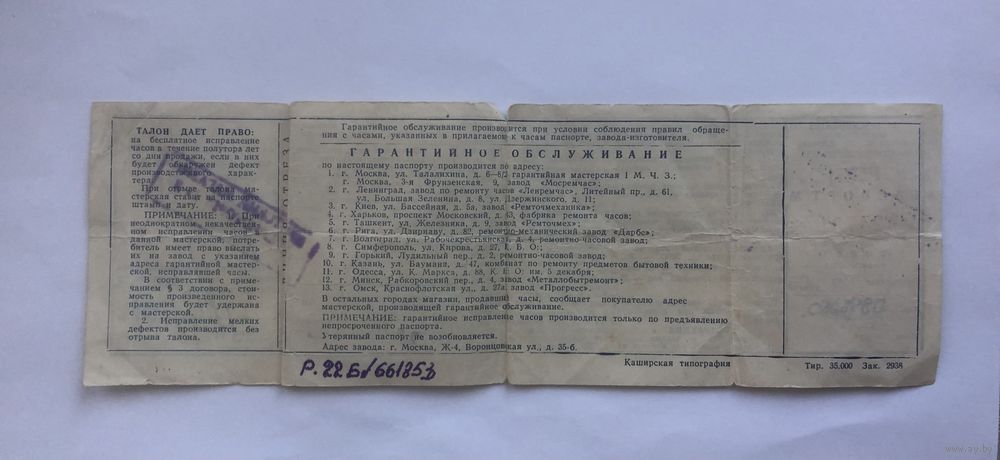 ТАЛОН ДАЕТ ПРАВО:
на бесплатное исправление
часов в течение полутора лет
со дня продажи, если в них
будет обнаружен дефект
производственного харак-
тера.
При отрыве талона ма-
стерская ставит на паспорте
штамп и дату.
ПРИМЕЧАНИЕ: При
неоднократном некачествен-
ном исправлении часов в
данной мастерской, потре-
битель имеет право выслать
их на завод с указанием
адреса гарантийной мастер-
ской, исправлявшей часы.
В соответствии с приме-
чанием § 3 договора, стои-
мость произведенного ис-
правления будет удержана
с мастерской.
2. Исправление мелких
дефектов производится без
отрыва талона.
ЛИНИЯ ОТРЕЗА
Гарантийное обслуживание производится при условии соблюдения правил обраще-
ния с часами, указанных в прилагаемом к часам паспорте, завода-изготовителя.
ГАРАНТИЙНОЕ ОБСЛУЖИВАНИЕ
по настоящему паспорту производится по адресу:
1. г. Москва, ул. Талалихина, д. 6—8/2 гарантийная мастерская 1 М. Ч. З.;
г. Москва, 3-я Фрунзенская, 9, завод «Мосремчас»;
2. г. Ленинград, завод по ремонту часов «Ленремчас», Литейный пр., д. 61,
ул. Большая Зеленина, д. 8, ул. Дзержинского, д. 11;
3. г. Киев, ул. Бассейная, д. 5а, завод «Ремточмеханика»;
4. г. Харьков, проспект Московский, д. 43, фабрика ремонта часов;
5. г. Ташкент, ул. Железника, д. 9, завод «Ремточмех»;
6. г. Рига, ул. Дзирнаву, д. 82, ремонтно-механический завод «Дарбс»;
7. г. Волгоград, ул. Рабочекрестьянская, д. 4, ремонтно-часовой завод;
8. г. Симферополь, ул. Кирова, д. 27, Г. Б. О.;
9. г. Горький, Лудильный пер., д. 2, ремонтно-часовой завод;
10. г. Казань, ул. Баумана, д. 47, комбинат по ремонту предметов бытовой техники;
11. г. Одесса, ул. К. Маркса, д. 88, К. Б. О. им. 5 декабря;
12. г. Минск, Рабкоровский пер., д. 4, завод «Металлобытремонт»;
13. г. Омск, Краснофлотская ул., д. 27а, завод «Прогресс».
В остальных городах магазин, продавший часы, сообщает покупателю адрес
мастерской, производящей гарантийное обслуживание.
ПРИМЕЧАНИЕ: гарантийное исправление часов производится только по предъявлению
непросроченного паспорта.
Утерянный паспорт не возобновляется.
Адрес завода: г. Москва, Ж-4, Воронцовская ул., д. 35-б.
Р. 22Б/661853
Каширская типография
Тир. 35.000 Зак. 2938
www.ay.by